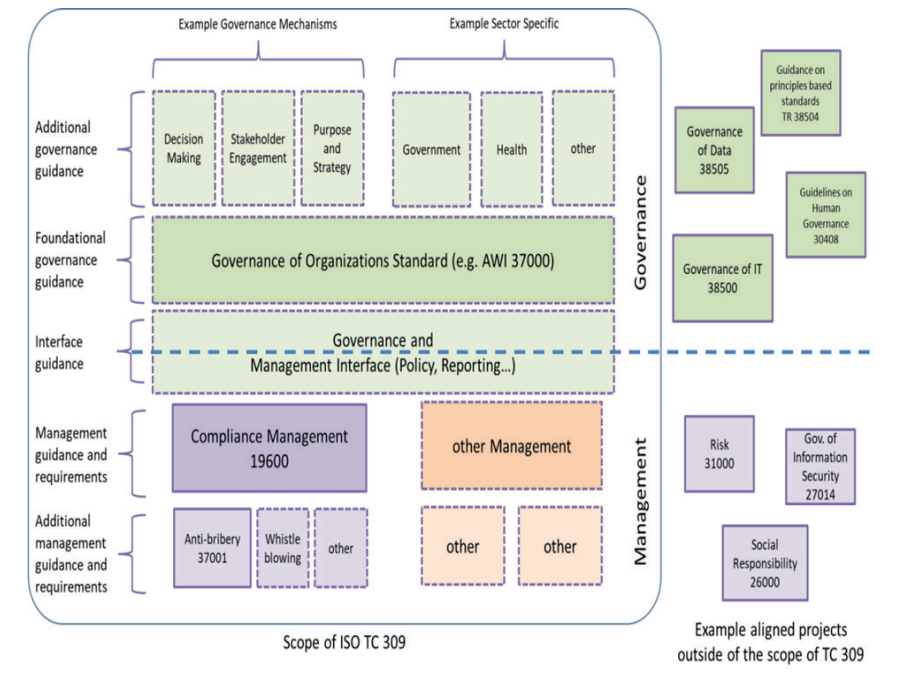 Example Governance Mechanisms
Example Sector Specific
Additional
governance
guidance
Decision
Making
Stakeholder
Engagement
Purpose
and
Strategy
Government
Health
other
Foundational
governance
guidance
Governance of Organizations Standard (e.g. AWI 37000)
Interface
guidance
Governance and
Management Interface (Policy, Reporting…)
Management
guidance and
requirements
Compliance Management
19600
other Management
Additional
management
guidance and
requirements
Anti-bribery
37001
Whistle
blowing
other
other
other
Governance
Management
Scope of ISO TC 309
Guidance on
principles based
standards
TR 38504
Governance
of Data
38505
Guidelines on
Human
Governance
30408
Governance of IT
38500
Risk
31000
Gov. of
Information
Security
27014
Social
Responsibility
26000
Example aligned projects
outside of the scope of TC 309